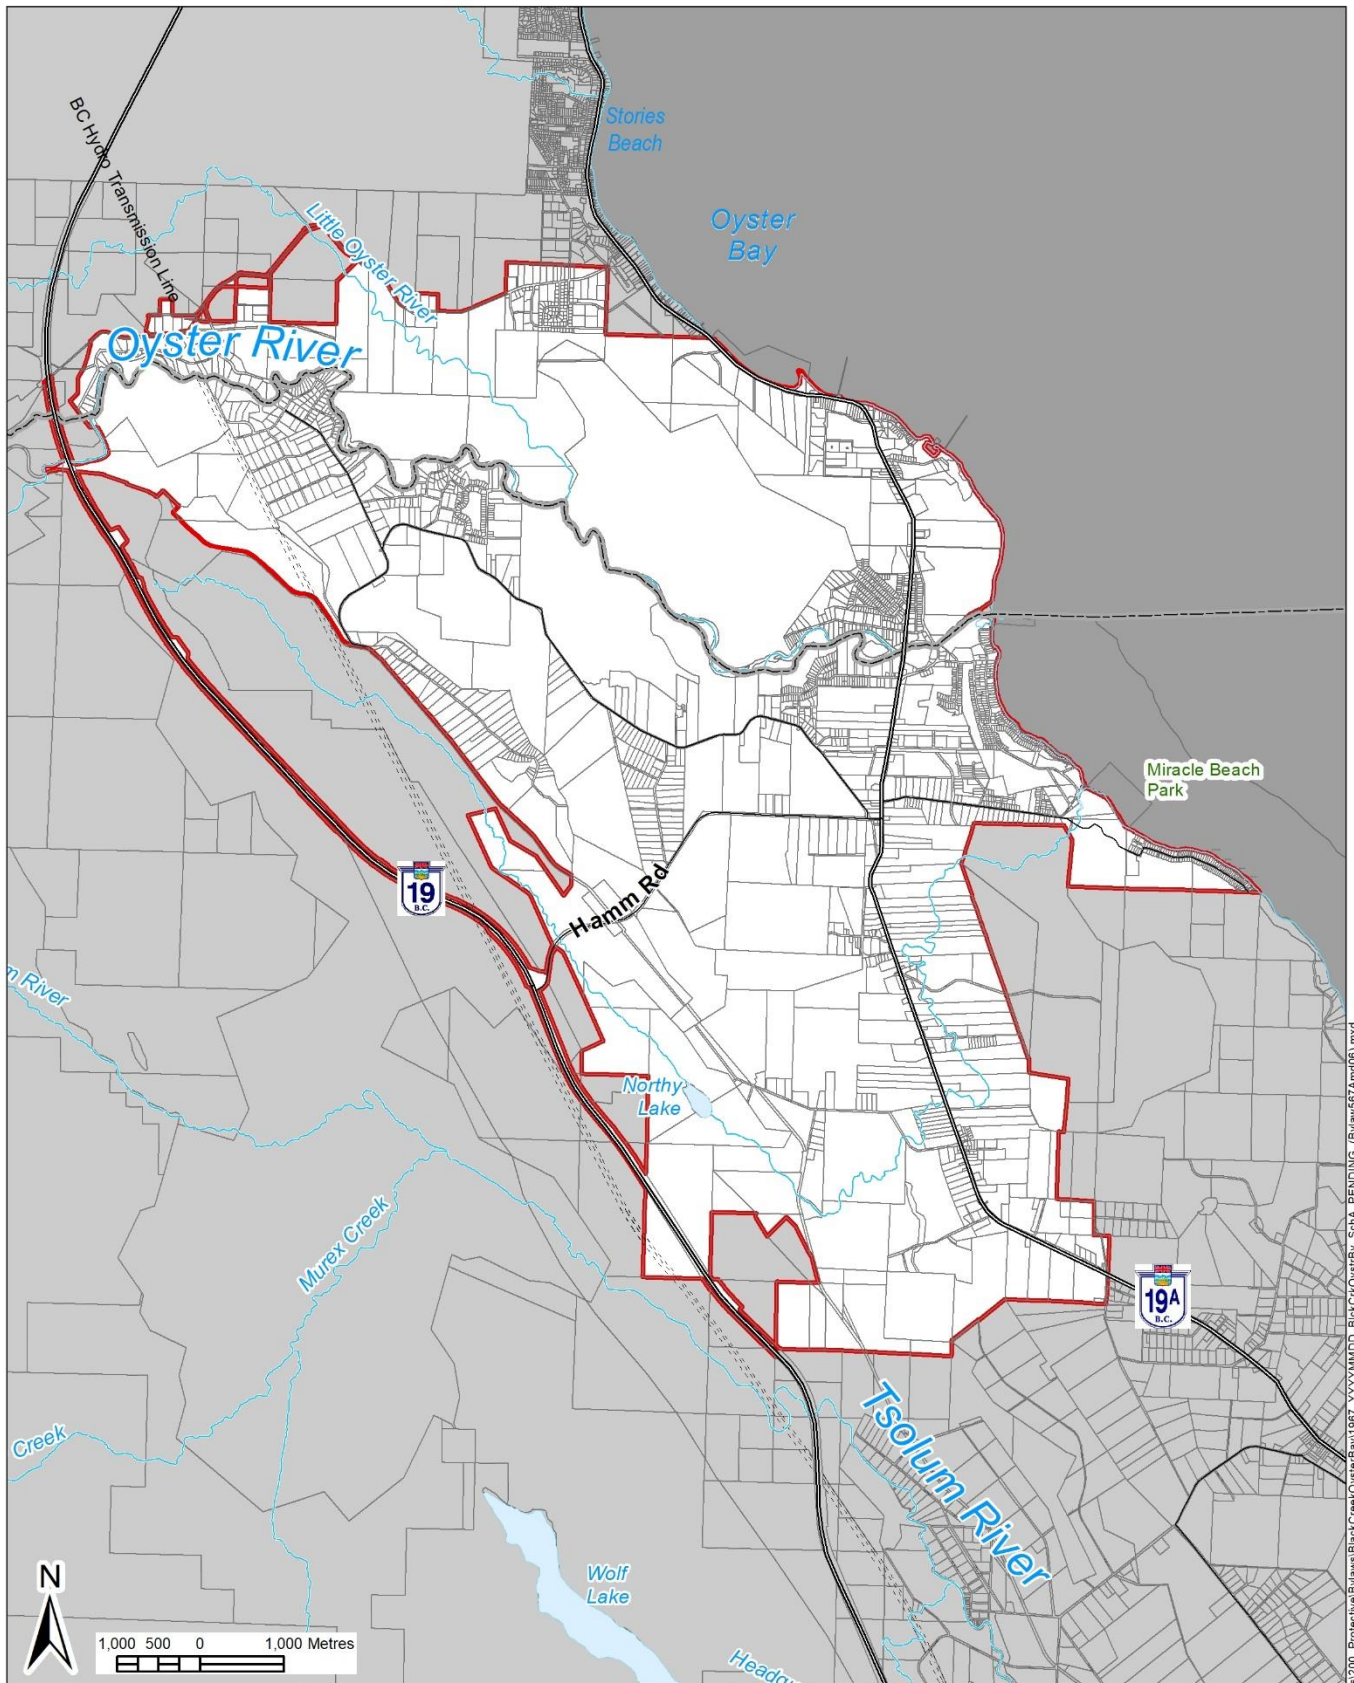 Stories
Beach
BC Hydro Transmission Line
Oyster
Bay
Little Oyster River
Oyster River
Miracle Beach
Park
19
B.C.
Hamm Rd
River
Northy
Lake
Murex Creek
19A
B.C.
Creek
Tsolum River
Wolf
Lake
N
1,000 500 0 1,000 Metres